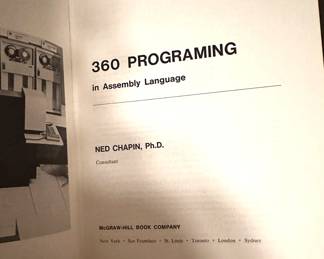 360 PROGRAMING
in Assembly Language
NED CHAPIN, Ph.D.
Consultant
McGRAW-HILL BOOK COMPANY
New York • San Francisco • St. Louis • Toronto • London • Sydney